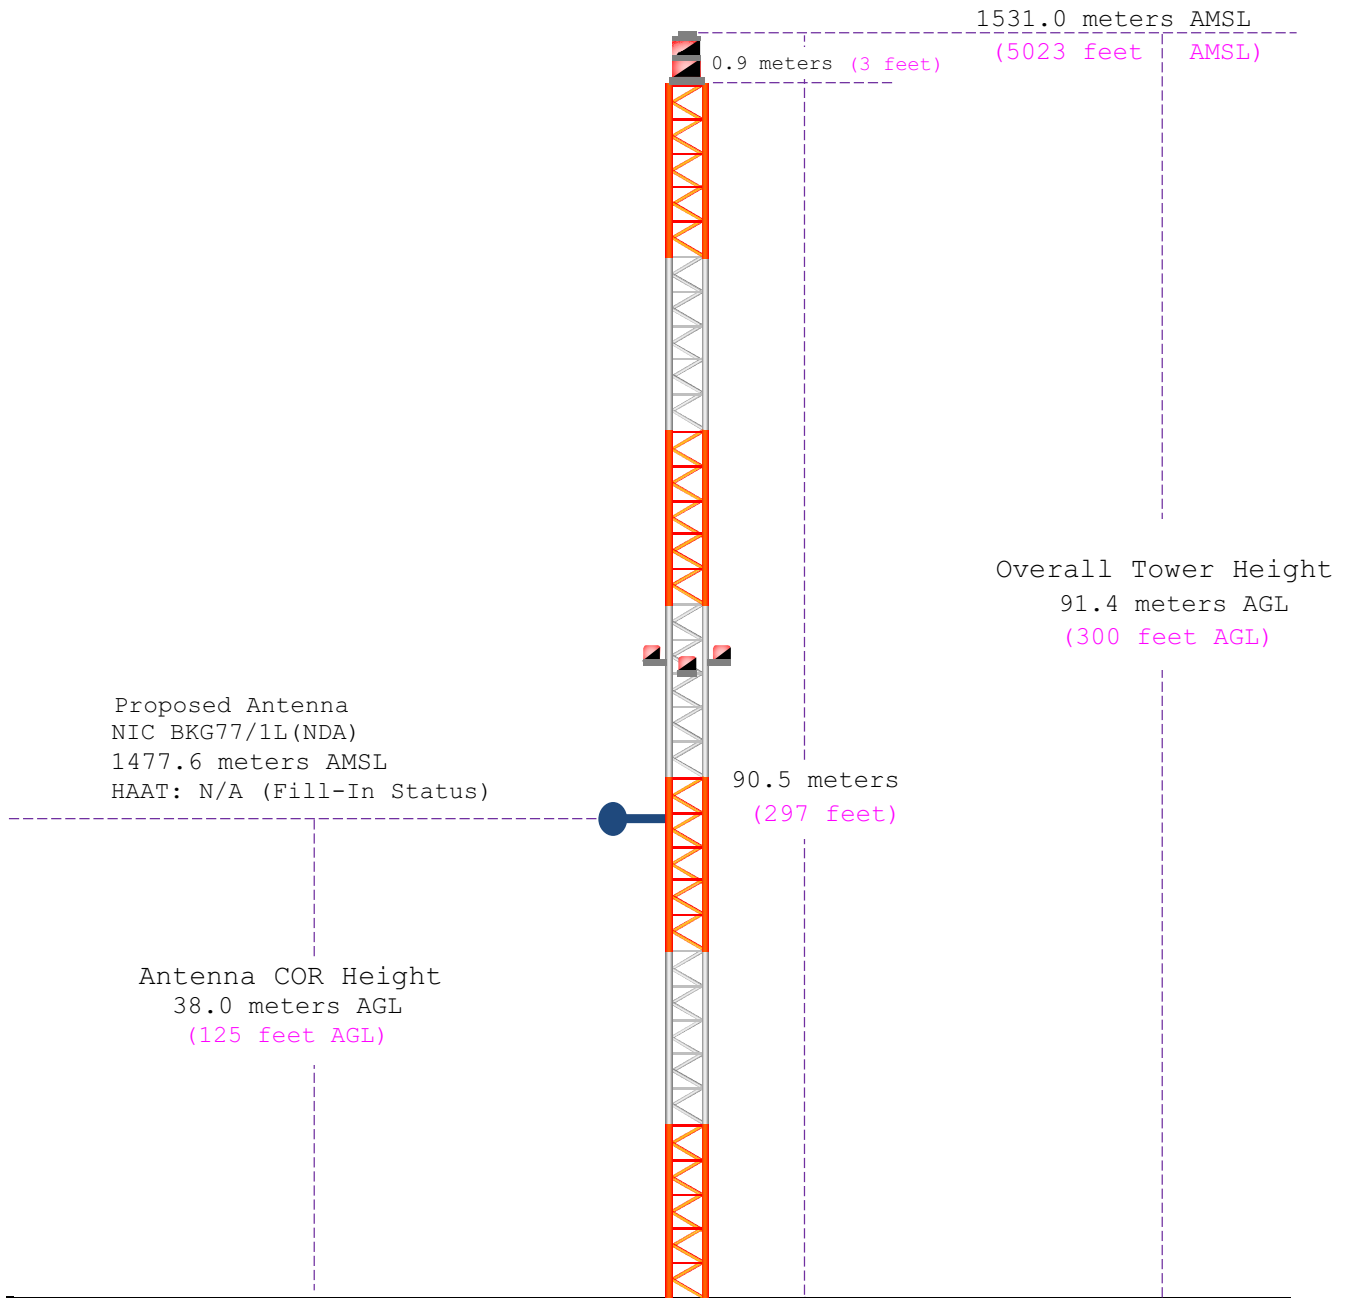 1531.0 meters AMSL
(5023 feet AMSL)
0.9 meters (3 feet)
Overall Tower Height
91.4 meters AGL
(300 feet AGL)
Proposed Antenna
NIC BKG77/1L(NDA)
1477.6 meters AMSL
HAAT: N/A (Fill-In Status)
90.5 meters
(297 feet)
Antenna COR Height
38.0 meters AGL
(125 feet AGL)